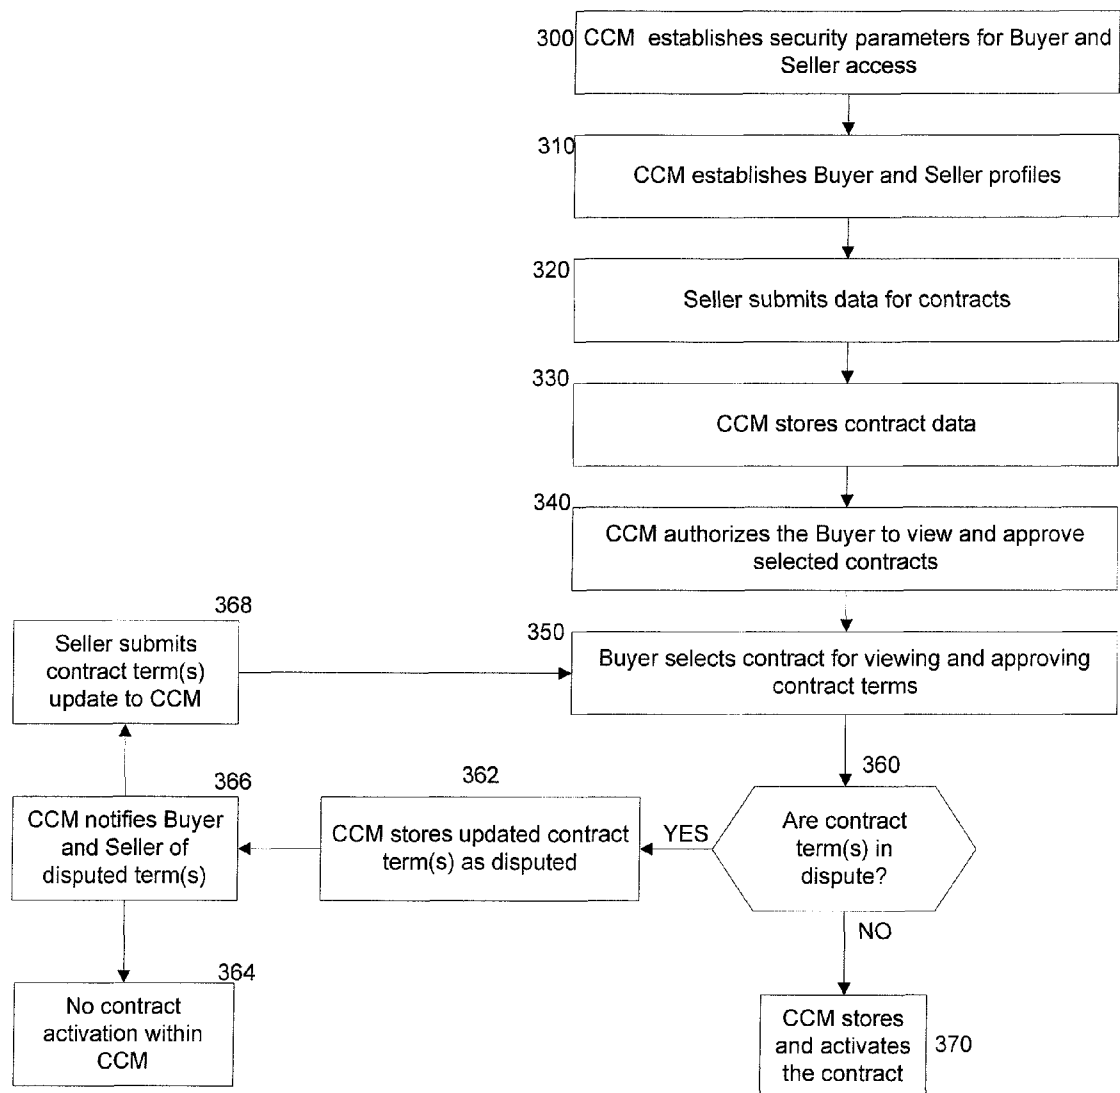 300
CCM establishes security parameters for Buyer and
Seller access
310
CCM establishes Buyer and Seller profiles
320
Seller submits data for contracts
330
CCM stores contract data
340
CCM authorizes the Buyer to view and approve
selected contracts
368
Seller submits
contract term(s)
update to CCM
350
Buyer selects contract for viewing and approving
contract terms
360
Are contract
term(s) in
dispute?
YES
362
CCM stores updated contract
term(s) as disputed
366
CCM notifies Buyer
and Seller of
disputed term(s)
364
No contract
activation within
CCM
NO
CCM stores
and activates
the contract
370